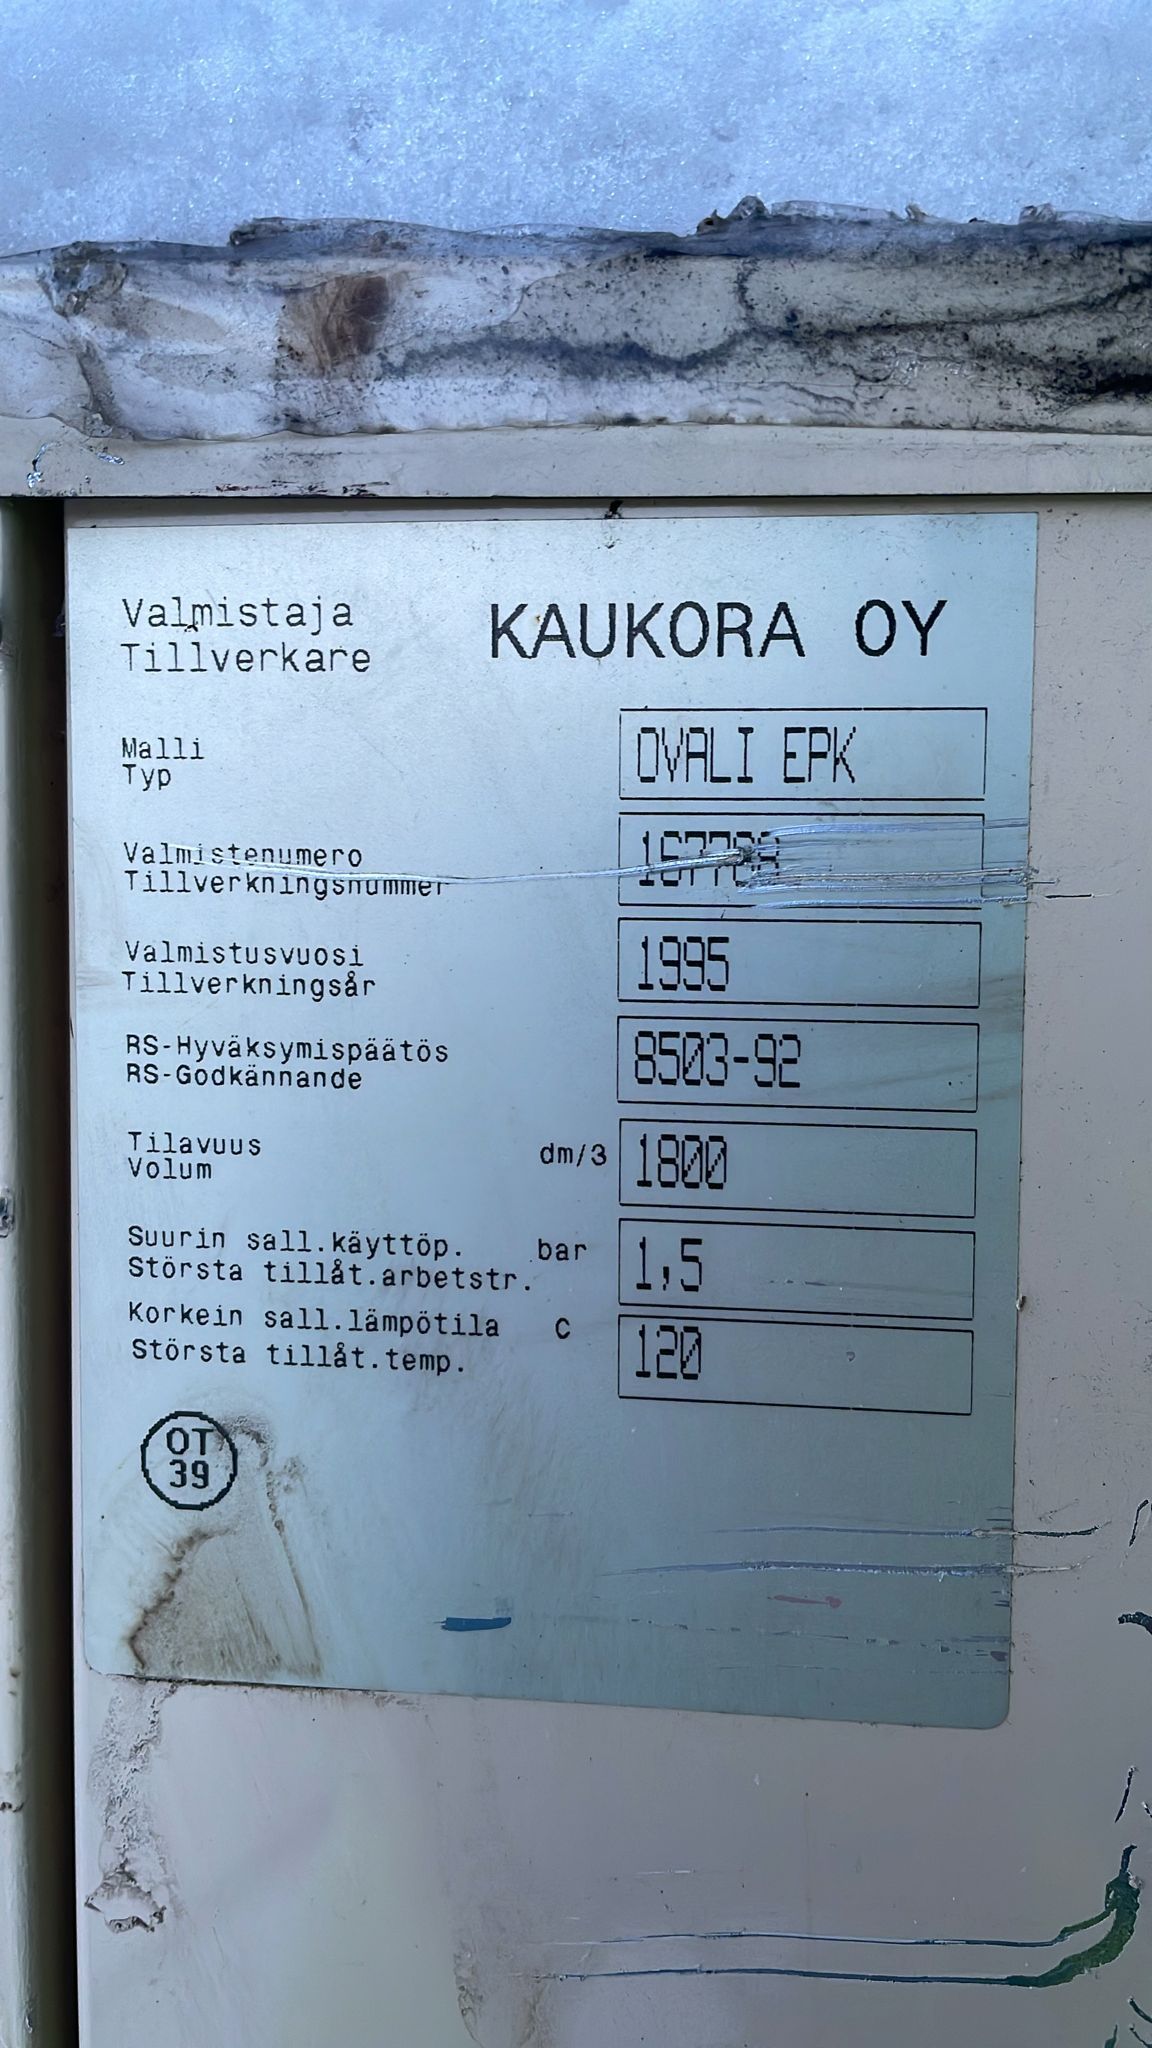 Valmistaja
Tillverkare
KAUKORA OY
Malli
Typ
OVALI EPK
Valmistenumero
Tillverkningsnummer
Valmistusvuosi
Tillverkningsår
1995
RS-Hyväksymispäätös
RS-Godkännande
8503-92
Tilavuus
Volum
dm/3
1800
Suurin sall.käyttöp. bar
Största tillåt.arbetstr.
1,5
Korkein sall.lämpötila C
Största tillåt.temp.
120
OT
39